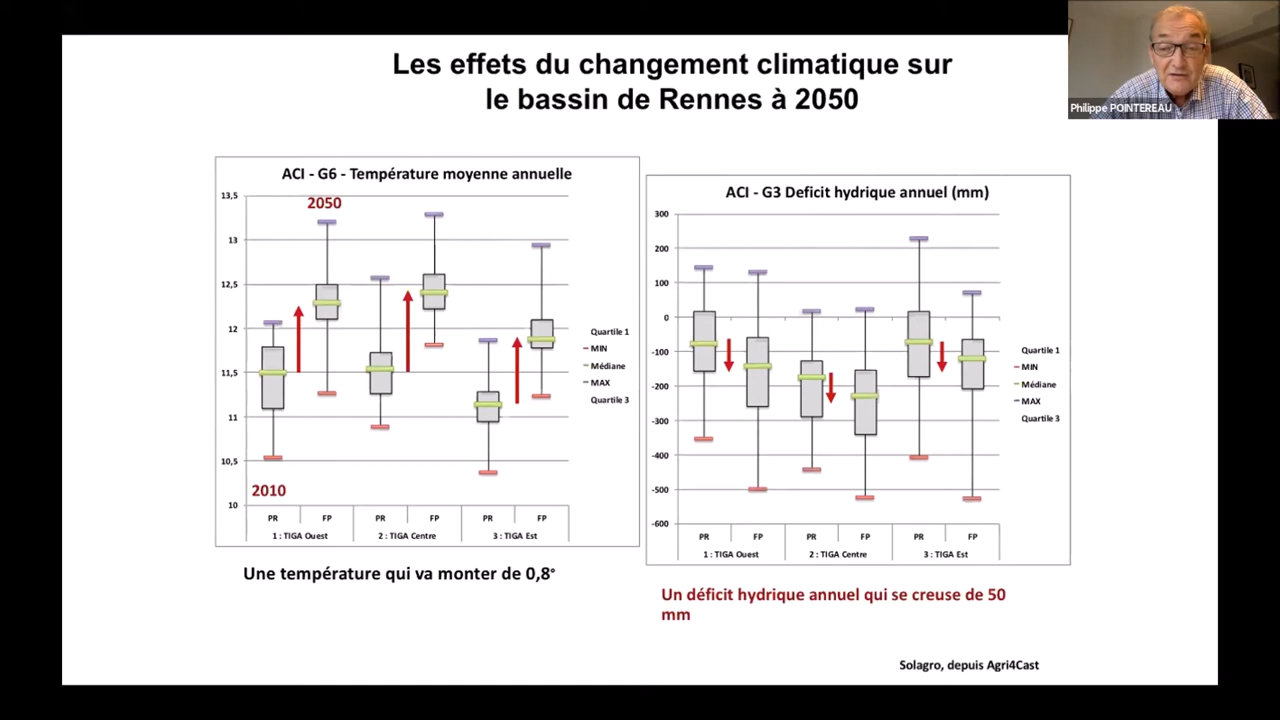 Les effets du changement climatique sur
le bassin de Rennes à 2050
Philippe POINTEREAU
ACI - G6 - Température moyenne annuelle
13,5
13
12,5
12
11,5
11
10,5
10
2050
2010
PR FP PR FP PR FP
1 : TIGA Ouest 2 : TIGA Centre 3 : TIGA Est
Quartile 1
MIN
Médiane
MAX
Quartile 3
Une température qui va monter de 0,8°
ACI - G3 Deficit hydrique annuel (mm)
300
200
100
0
-100
-200
-300
-400
-500
-600
PR FP PR FP PR FP
1 : TIGA Ouest 2 : TIGA Centre 3 : TIGA Est
Quartile 1
MIN
Médiane
MAX
Quartile 3
Un déficit hydrique annuel qui se creuse de 50
mm
Solagro, depuis Agri4Cast